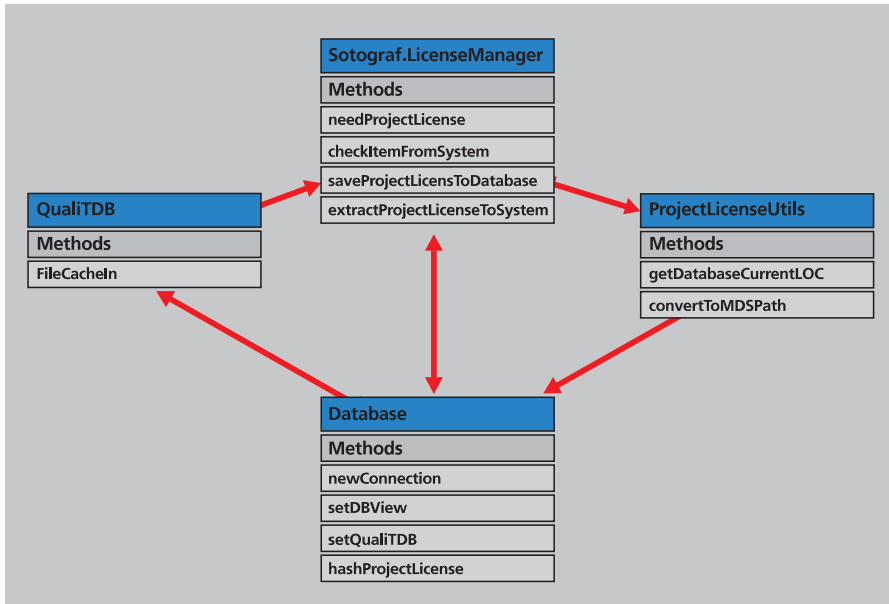 Sotograf.LicenseManager
Methods
needProjectLicense
checkItemFromSystem
saveProjectLicensToDatabase
extractProjectLicenseToSystem
QualiTDB
Methods
FileCacheIn
ProjectLicenseUtils
Methods
getDatabaseCurrentLOC
convertToMDSPath
Database
Methods
newConnection
setDBView
setQualiTDB
hashProjectLicense